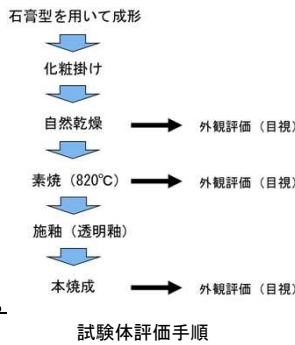 石膏型を用いて成形
化粧掛け
自然乾燥 外観評価（目視）
素焼（820℃） 外観評価（目視）
施釉（透明釉）
本焼成 外観評価（目視）
試験体評価手順